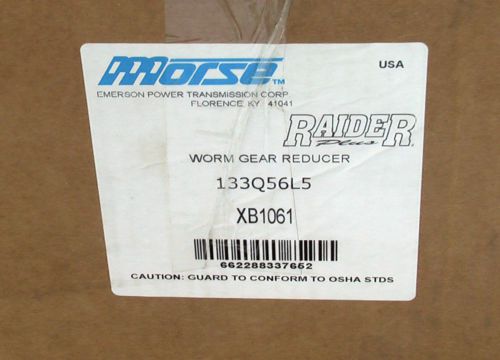 MORSE™
USA
EMERSON POWER TRANSMISSION CORP.
FLORENCE, KY 41041
RAIDER®
Plus
WORM GEAR REDUCER
133Q56L5
XB1061
662288337652
CAUTION: GUARD TO CONFORM TO OSHA STDS